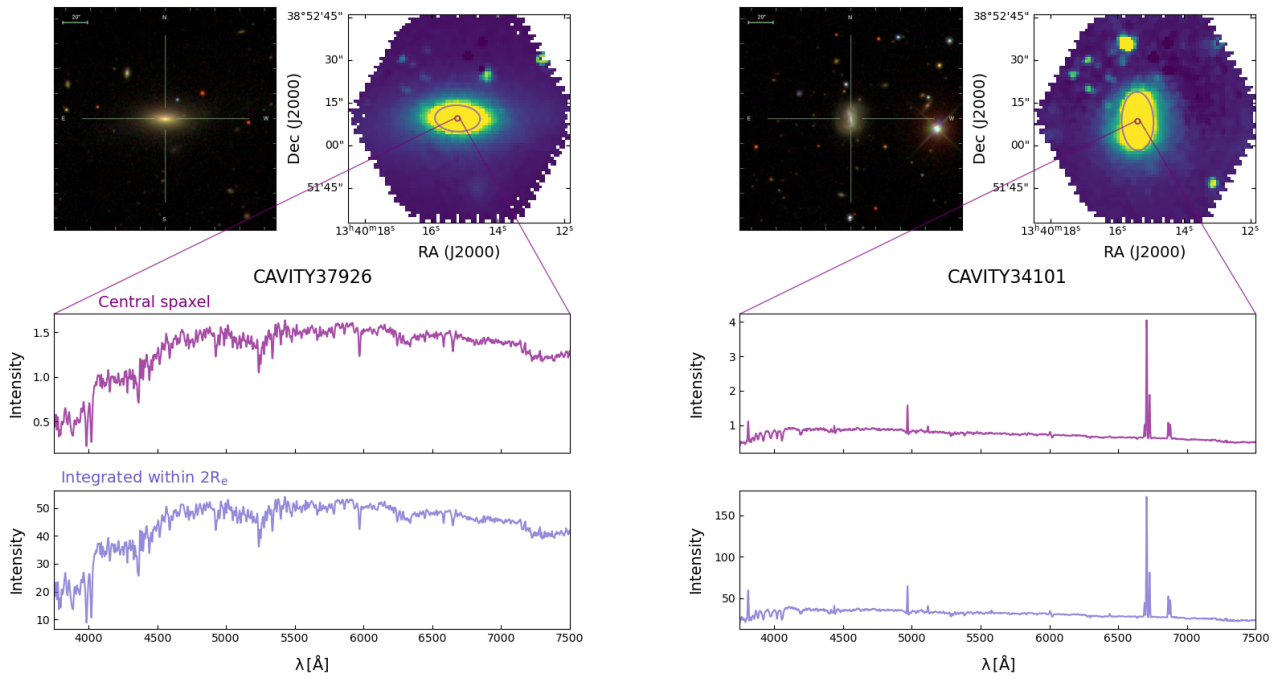 20"
N
E
W
S
38°52'45"
30"
15"
00"
51'45"
Dec (J2000)
13ʰ40ᵐ18ˢ
16ˢ
14ˢ
12ˢ
RA (J2000)
20"
N
E
W
S
38°52'45"
30"
15"
00"
51'45"
Dec (J2000)
13ʰ40ᵐ18ˢ
16ˢ
14ˢ
12ˢ
RA (J2000)
CAVITY37926
CAVITY34101
Central spaxel
Intensity
1.5
1.0
0.5
Intensity
4
3
2
1
Integrated within 2Rₑ
Intensity
50
40
30
20
10
4000
4500
5000
5500
6000
6500
7000
7500
λ [Å]
Intensity
150
100
50
4000
4500
5000
5500
6000
6500
7000
7500
λ [Å]